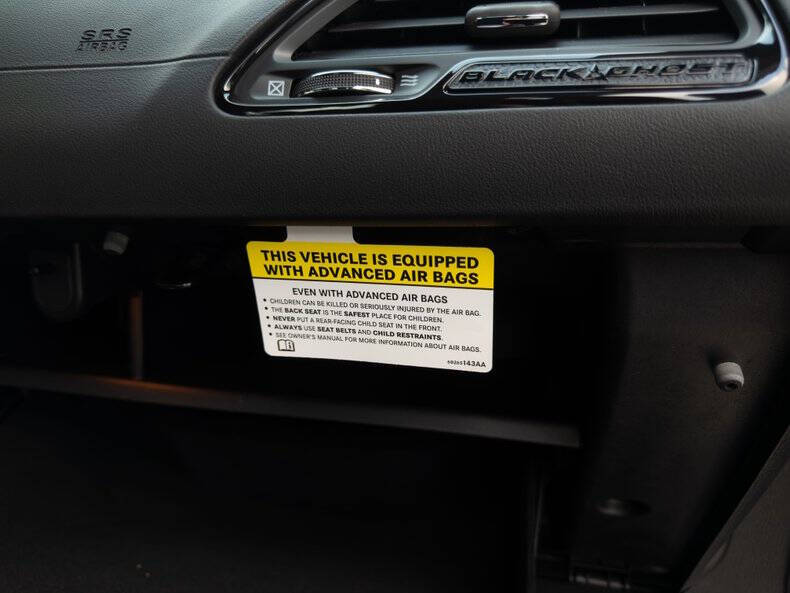 SRS
AIRBAG
BLACK GHOST
THIS VEHICLE IS EQUIPPED
WITH ADVANCED AIR BAGS
EVEN WITH ADVANCED AIR BAGS
• CHILDREN CAN BE KILLED OR SERIOUSLY INJURED BY THE AIR BAG.
• THE BACK SEAT IS THE SAFEST PLACE FOR CHILDREN.
• NEVER PUT A REAR-FACING CHILD SEAT IN THE FRONT.
• ALWAYS USE SEAT BELTS AND CHILD RESTRAINTS.
• SEE OWNER'S MANUAL FOR MORE INFORMATION ABOUT AIR BAGS.